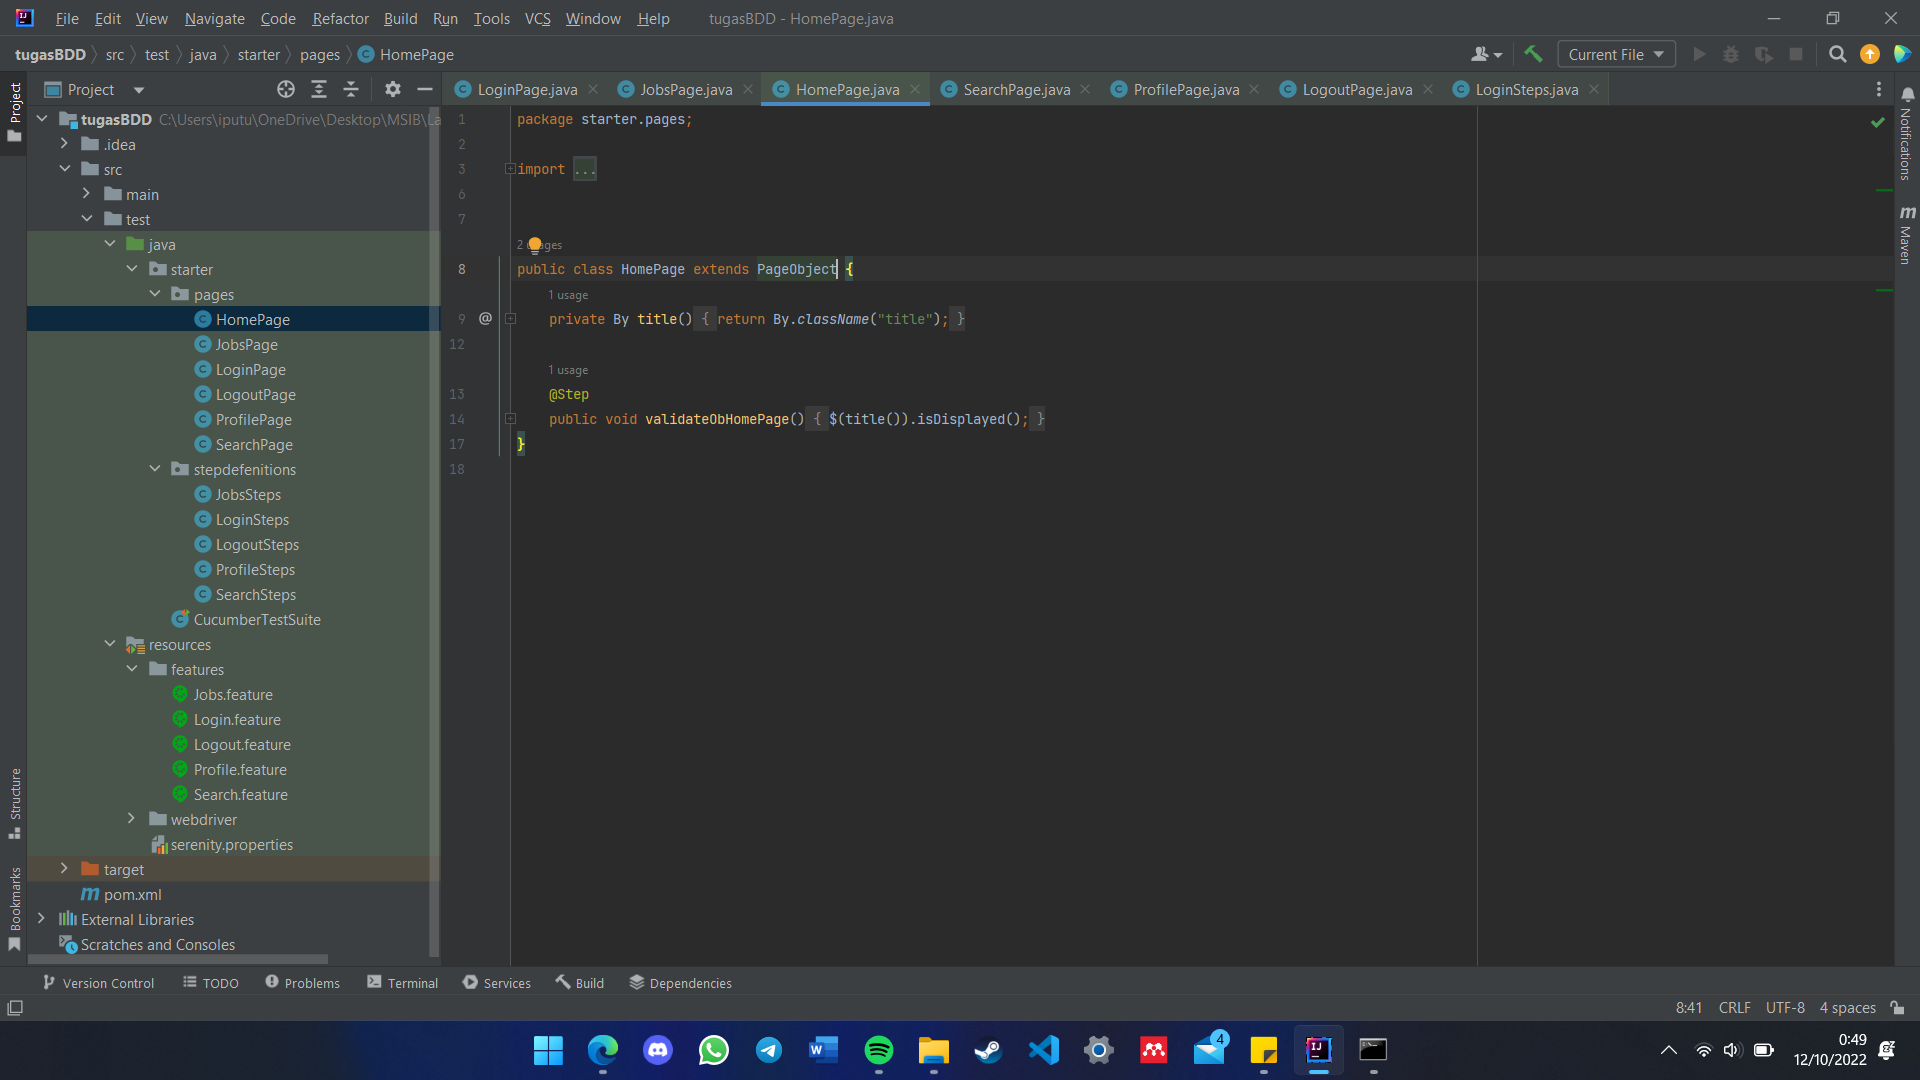 File Edit View Navigate Code Refactor Build Run Tools VCS Window Help tugasBDD - HomePage.java
tugasBDD src test java starter pages HomePage Current File
Project
LoginPage.java JobsPage.java HomePage.java SearchPage.java ProfilePage.java LogoutPage.java LoginSteps.java
Project
Structure
Bookmarks
tugasBDD C:\Users\iputu\OneDrive\Desktop\MSIB\La
.idea
src
main
test
java
starter
pages
HomePage
JobsPage
LoginPage
LogoutPage
ProfilePage
SearchPage
stepdefenitions
JobsSteps
LoginSteps
LogoutSteps
ProfileSteps
SearchSteps
CucumberTestSuite
resources
features
Jobs.feature
Login.feature
Logout.feature
Profile.feature
Search.feature
webdriver
serenity.properties
target
pom.xml
External Libraries
Scratches and Consoles
1 package starter.pages;
2
3 import ...
6
7
2
8 public class HomePage extends PageObject {
1 usage
9 private By title() { return By.className("title"); }
12
1 usage
13 @Step
14 public void validateObHomePage() { $(title()).isDisplayed(); }
17 }
18
Notifications
Maven
Version Control TODO Problems Terminal Services Build Dependencies
8:41 CRLF UTF-8 4 spaces
4
0:49
12/10/2022